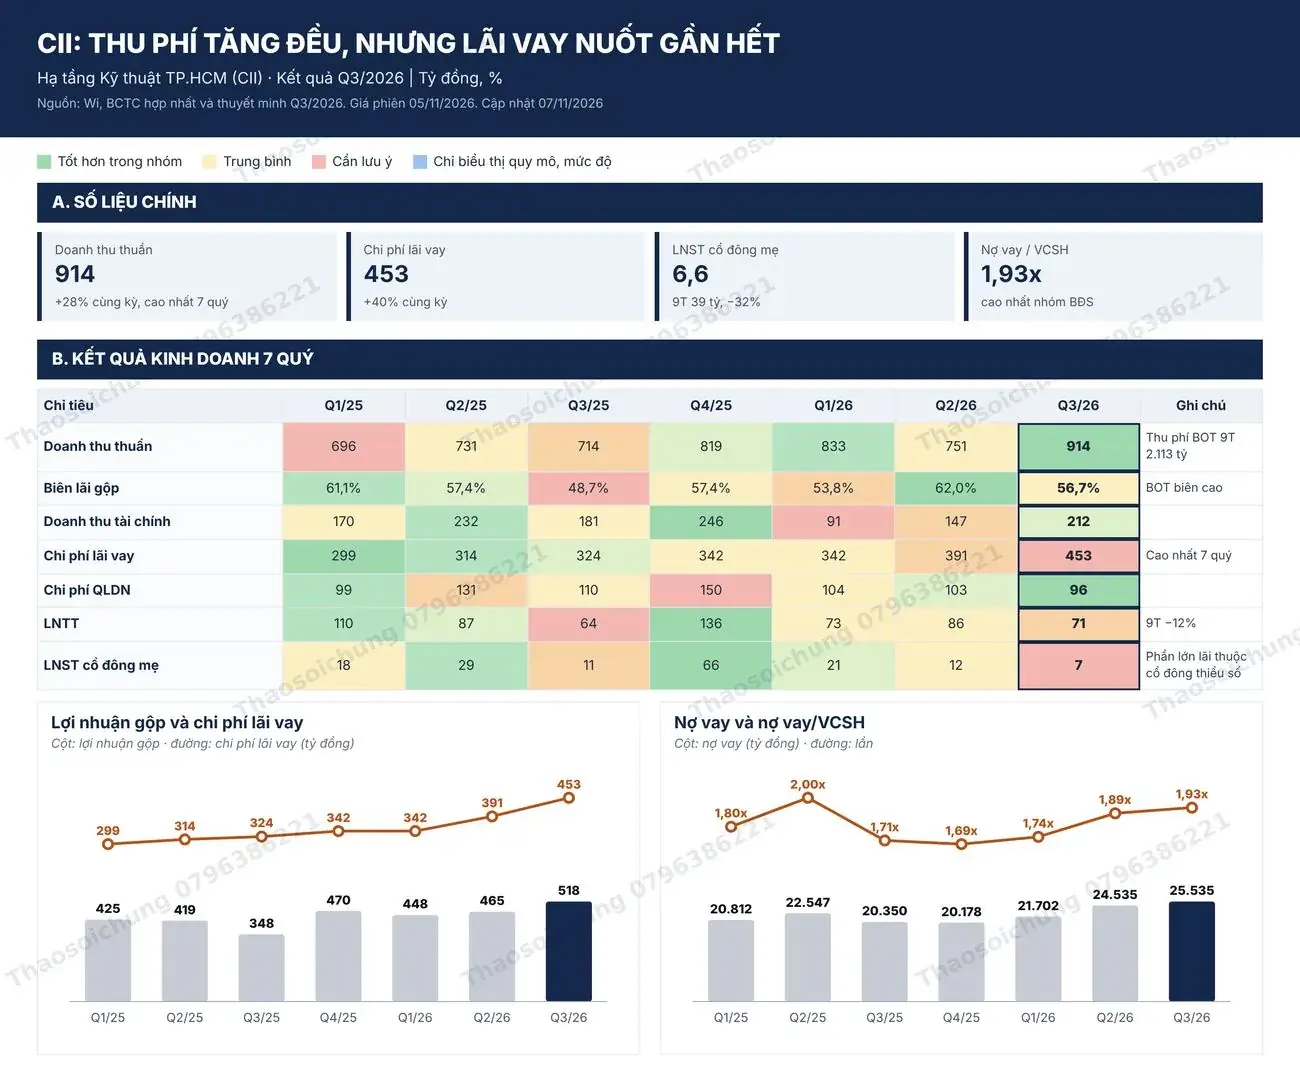 CII: THU PHÍ TĂNG ĐỀU, NHƯNG LÃI VAY NUỐT GẦN HẾT
Hạ tầng Kỹ thuật TP.HCM (CII) · Kết quả Q3/2026 | Tỷ đồng, %
Nguồn: Wi, BCTC hợp nhất và thuyết minh Q3/2026. Giá phiên 05/11/2026. Cập nhật 07/11/2026
Tốt hơn trong nhóm Trung bình Cần lưu ý Chỉ biểu thị quy mô, mức độ
A. SỐ LIỆU CHÍNH
Doanh thu thuần
914
+28% cùng kỳ, cao nhất 7 quý
Chi phí lãi vay
453
+40% cùng kỳ
LNST cổ đông mẹ
6,6
9T 39 tỷ, −32%
Nợ vay / VCSH
1,93x
cao nhất nhóm BĐS
B. KẾT QUẢ KINH DOANH 7 QUÝ
Chỉ tiêu Q1/25 Q2/25 Q3/25 Q4/25 Q1/26 Q2/26 Q3/26 Ghi chú
Doanh thu thuần 696 731 714 819 833 751 914 Thu phí BOT 9T
2.113 tỷ
Biên lãi gộp 61,1% 57,4% 48,7% 57,4% 53,8% 62,0% 56,7% BOT biên cao
Doanh thu tài chính 170 232 181 246 91 147 212
Chi phí lãi vay 299 314 324 342 342 391 453 Cao nhất 7 quý
Chi phí QLDN 99 131 110 150 104 103 96
LNTT 110 87 64 136 73 86 71 9T −12%
LNST cổ đông mẹ 18 29 11 66 21 12 7 Phần lớn lãi thuộc
cổ đông thiểu số
Lợi nhuận gộp và chi phí lãi vay
Cột: lợi nhuận gộp · đường: chi phí lãi vay (tỷ đồng)
299 314 324 342 342 391 453
425 419 348 470 448 465 518
Q1/25 Q2/25 Q3/25 Q4/25 Q1/26 Q2/26 Q3/26
Nợ vay và nợ vay/VCSH
Cột: nợ vay (tỷ đồng) · đường: lần
1,80x 2,00x 1,71x 1,69x 1,74x 1,89x 1,93x
20.812 22.547 20.350 20.178 21.702 24.535 25.535
Q1/25 Q2/25 Q3/25 Q4/25 Q1/26 Q2/26 Q3/26
Thaosoichung 0796386221